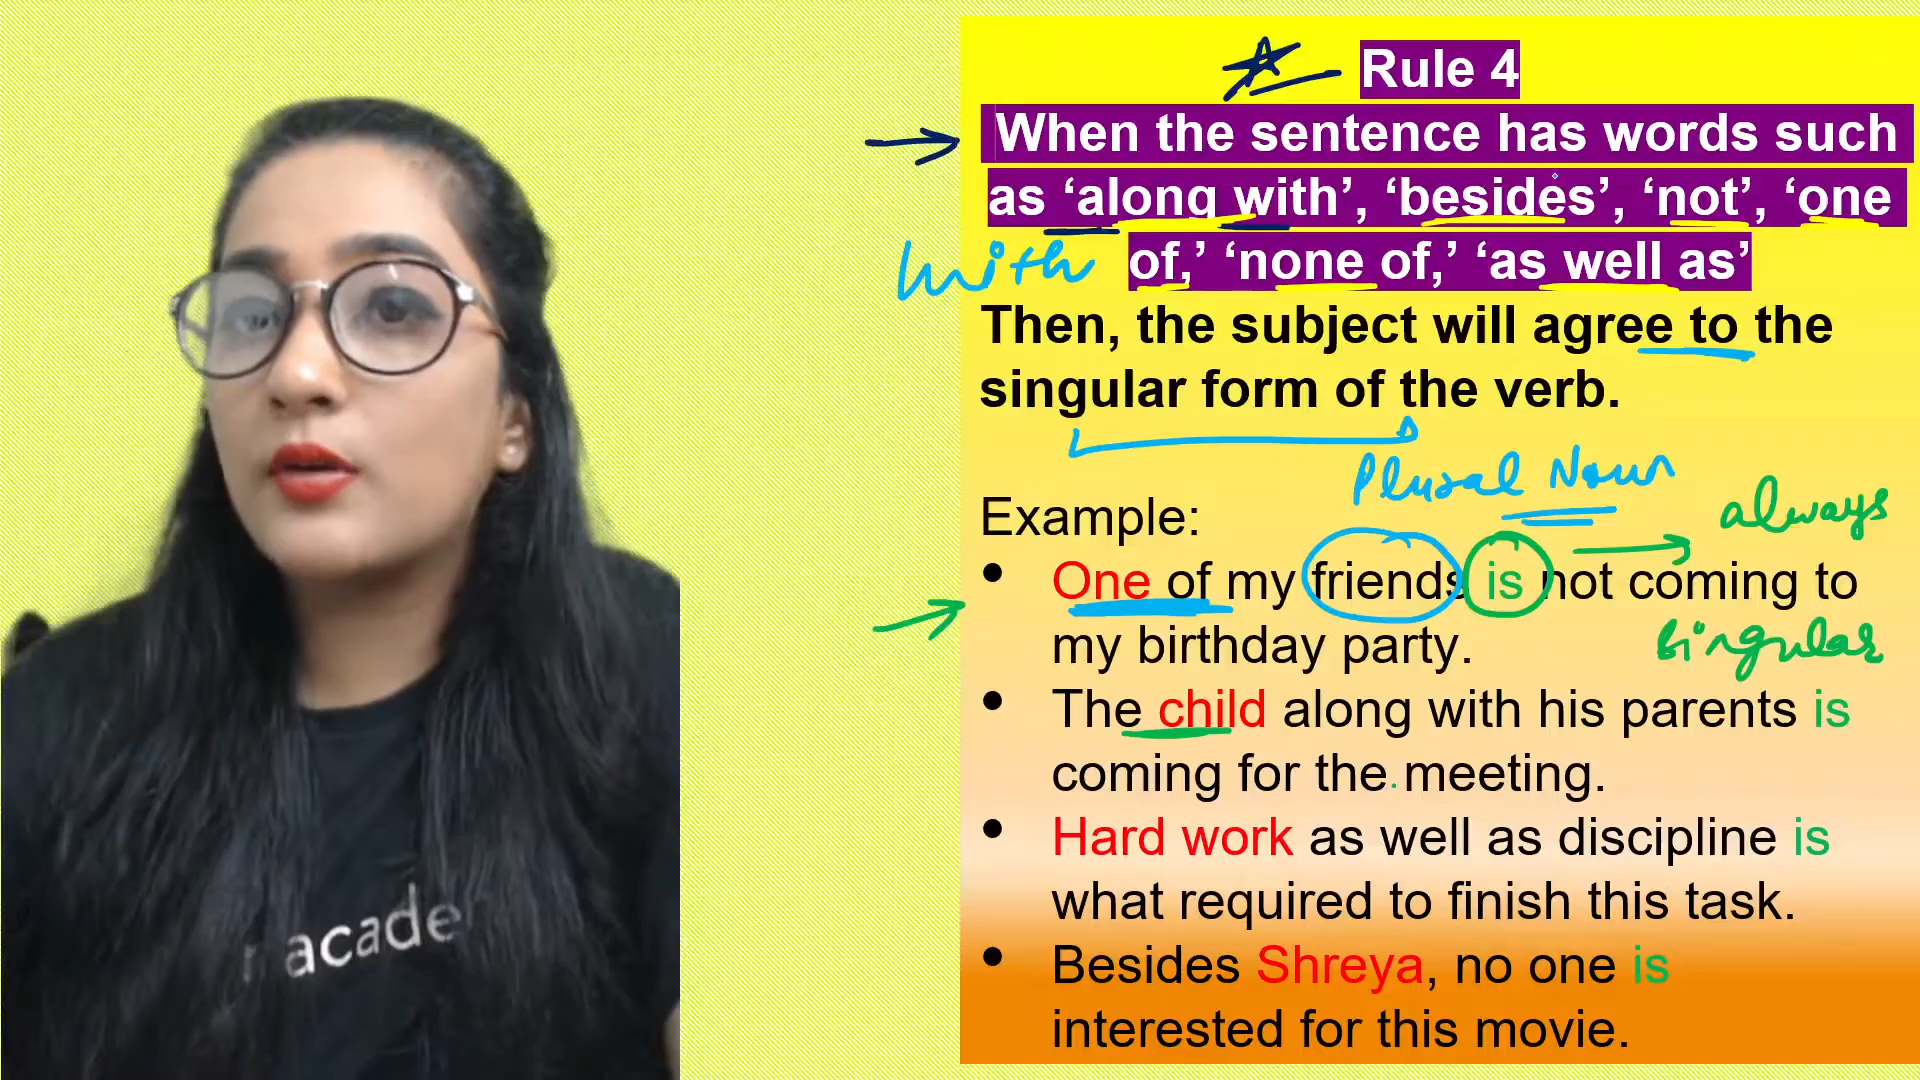 Rule 4
When the sentence has words such
as ‘along with’, ‘besides’, ‘not’, ‘one
with of,’ ‘none of,’ ‘as well as’
Then, the subject will agree to the
singular form of the verb.
Plural Noun
always
Example:
• One of my friends is not coming to
my birthday party.
singular
• The child along with his parents is
coming for the meeting.
• Hard work as well as discipline is
what required to finish this task.
• Besides Shreya, no one is
interested for this movie.